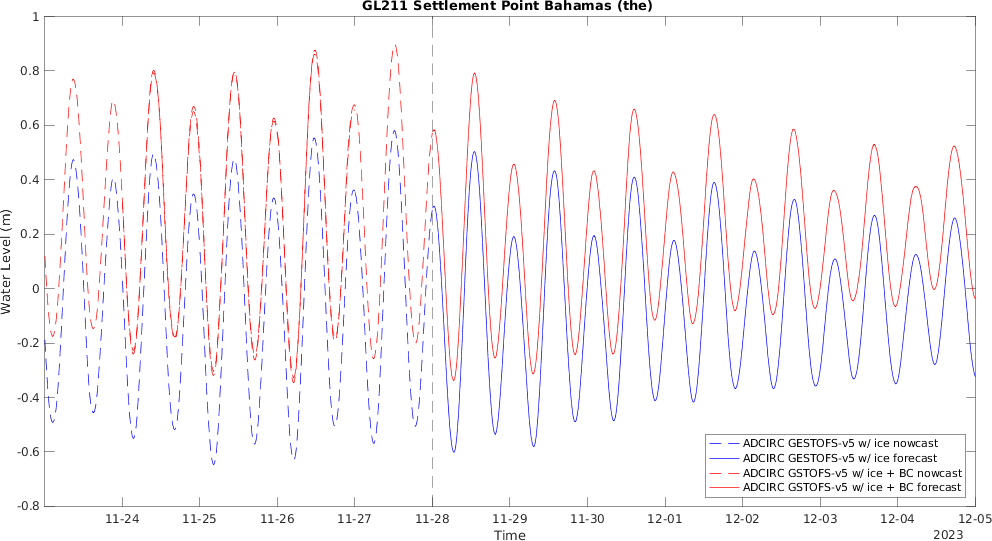 GL211 Settlement Point Bahamas (the)
1
0.8
0.6
0.4
0.2
0
-0.2
-0.4
-0.6
-0.8
Water Level (m)
ADCIRC GESTOFS-v5 w/ ice nowcast
ADCIRC GESTOFS-v5 w/ ice forecast
ADCIRC GSTOFS-v5 w/ ice + BC nowcast
ADCIRC GSTOFS-v5 w/ ice + BC forecast
11-24 11-25 11-26 11-27 11-28 11-29 11-30 12-01 12-02 12-03 12-04 12-05
Time
2023